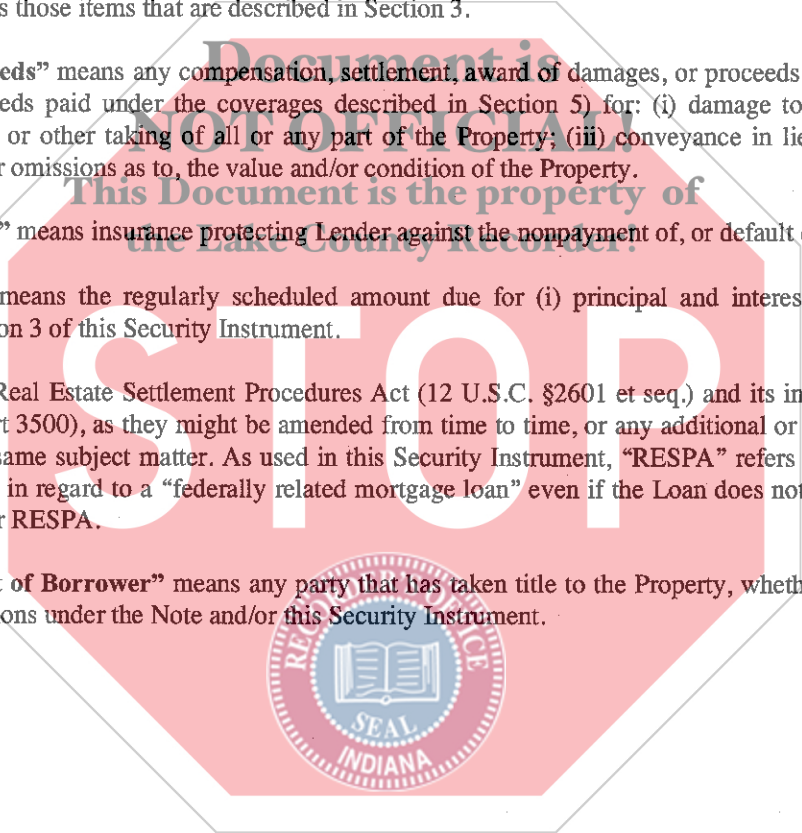 s those items that are described in Section 3.
Document is
eds” means any compensation, settlement, award of damages, or proceeds
eds paid under the coverages described in Section 5) for: (i) damage to
NOT OFFICIAL!
or other taking of all or any part of the Property; (iii) conveyance in lie
r omissions as to, the value and/or condition of the Property.
This Document is the property of
” means insurance protecting Lender against the nonpayment of, or default
the Lake County Recorder!
means the regularly scheduled amount due for (i) principal and interes
on 3 of this Security Instrument.
STOP
Real Estate Settlement Procedures Act (12 U.S.C. §2601 et seq.) and its in
t 3500), as they might be amended from time to time, or any additional or
ame subject matter. As used in this Security Instrument, “RESPA” refers
in regard to a “federally related mortgage loan” even if the Loan does not
r RESPA.
t of Borrower” means any party that has taken title to the Property, wheth
ons under the Note and/or this Security Instrument.
RECORDER'S OFFICE
SEAL
INDIANA